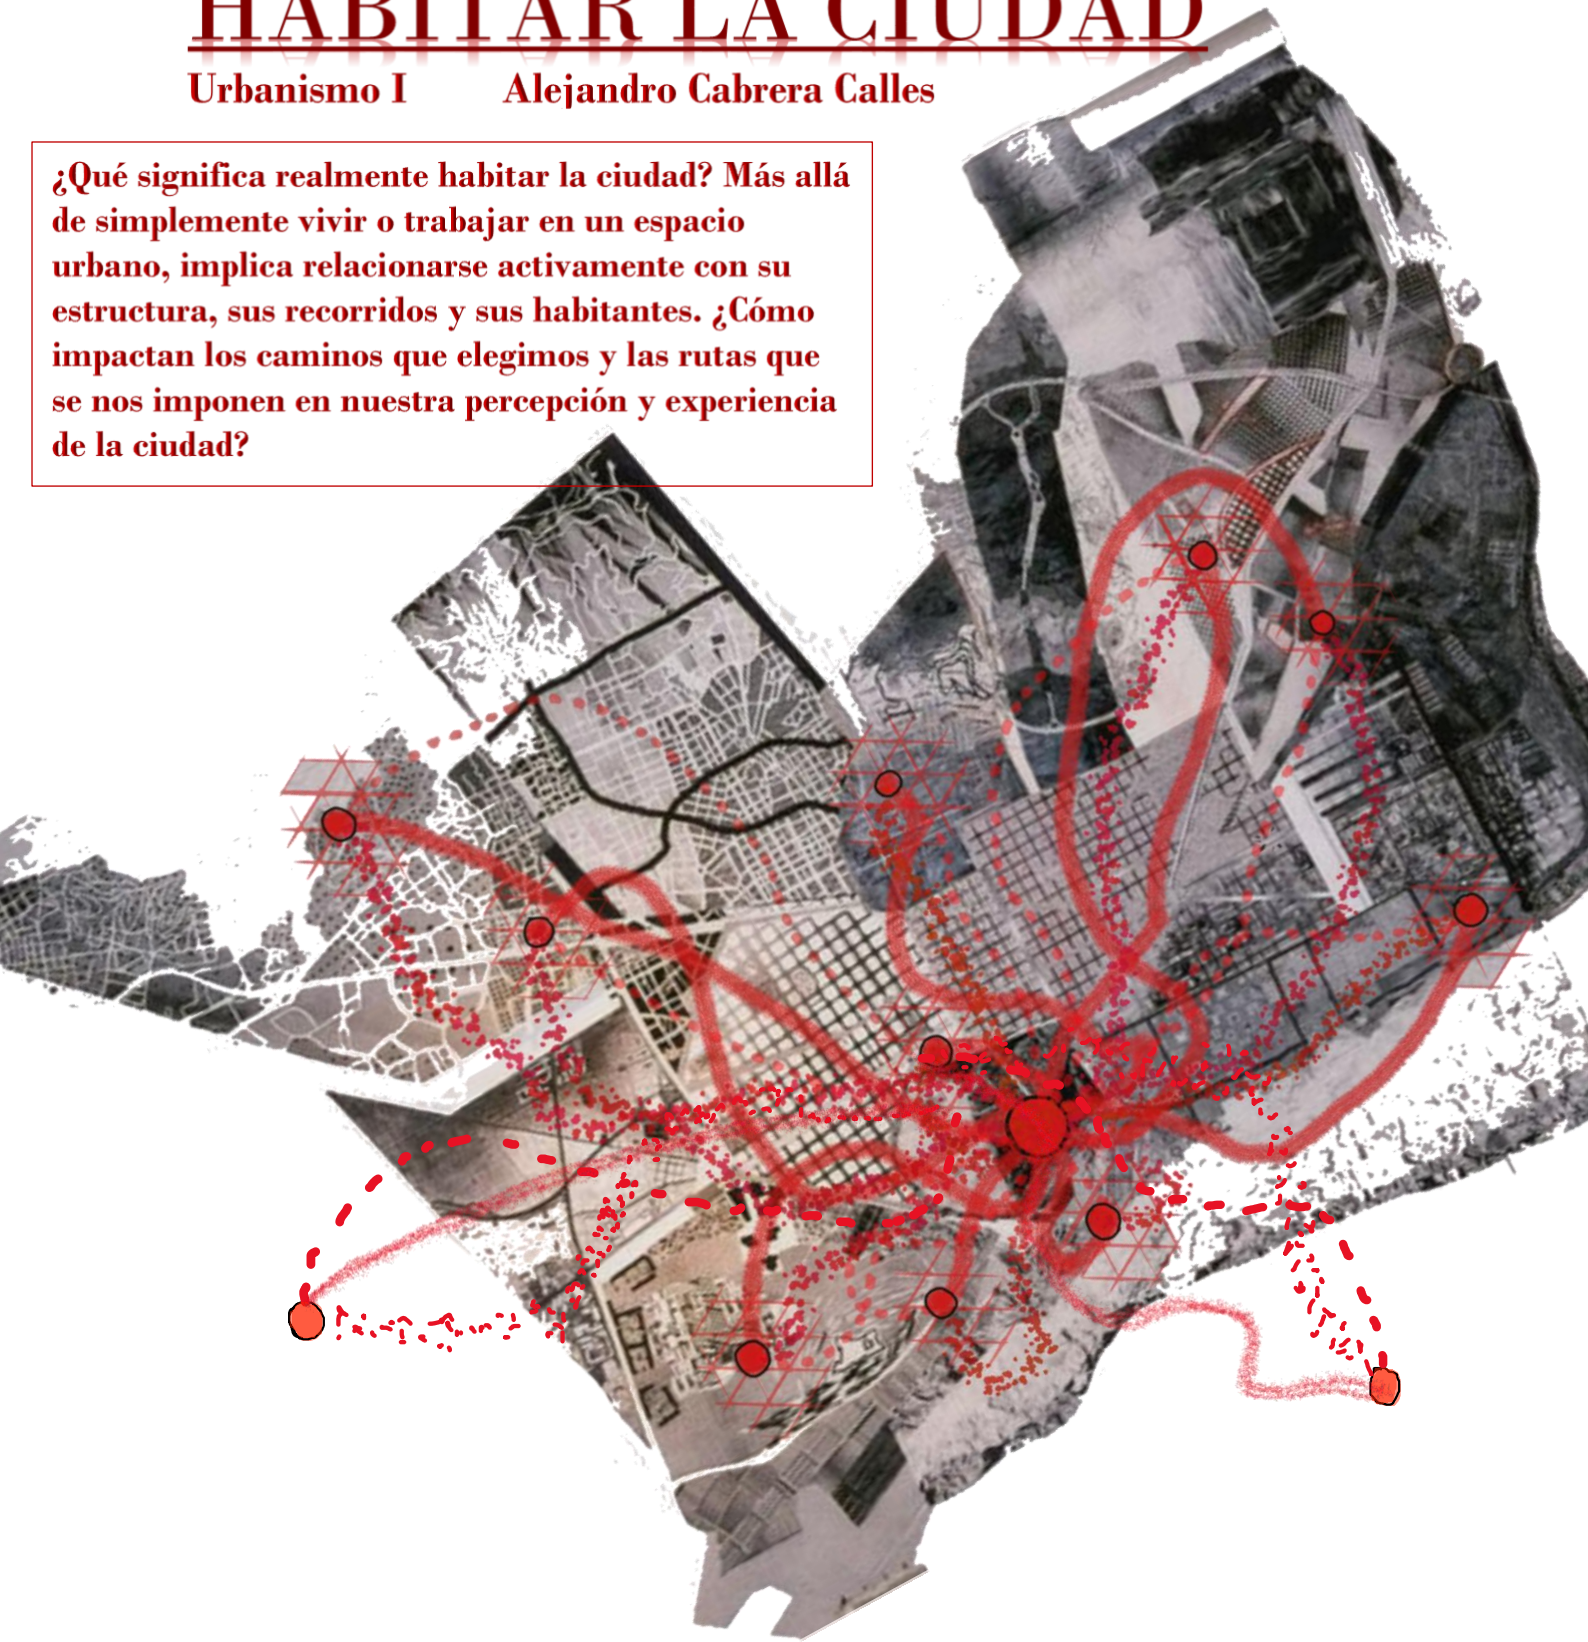 HABITAR LA CIUDAD
Urbanismo I Alejandro Cabrera Calles
¿Qué significa realmente habitar la ciudad? Más allá
de simplemente vivir o trabajar en un espacio
urbano, implica relacionarse activamente con su
estructura, sus recorridos y sus habitantes. ¿Cómo
impactan los caminos que elegimos y las rutas que
se nos imponen en nuestra percepción y experiencia
de la ciudad?